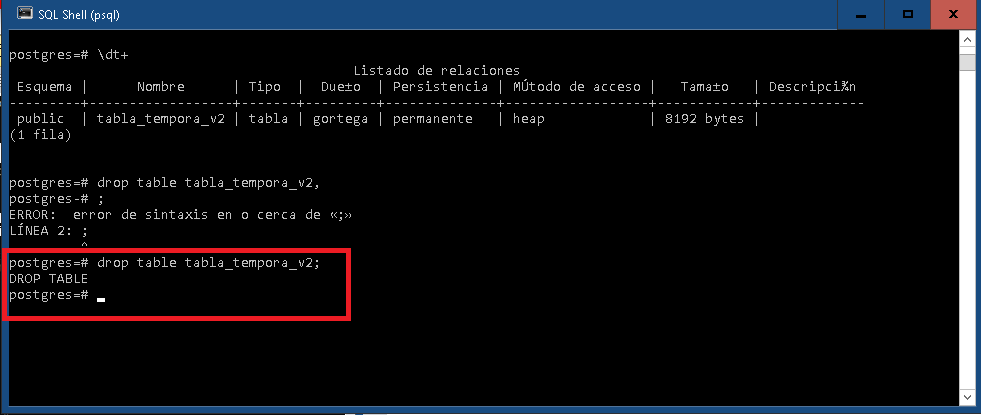 SQL Shell (psql)
postgres=# \dt+
Listado de relaciones
Esquema | Nombre | Tipo | Due±o | Persistencia | MÚtodo de acceso | Tama±o | Descripci¾n
---------+------------------+-------+---------+--------------+------------------+------------+-------------
public | tabla_tempora_v2 | tabla | gortega | permanente | heap | 8192 bytes |
(1 fila)
postgres=# drop table tabla_tempora_v2,
postgres-# ;
ERROR: error de sintaxis en o cerca de «;»
LÍNEA 2: ;
^
postgres=# drop table tabla_tempora_v2;
DROP TABLE
postgres=#